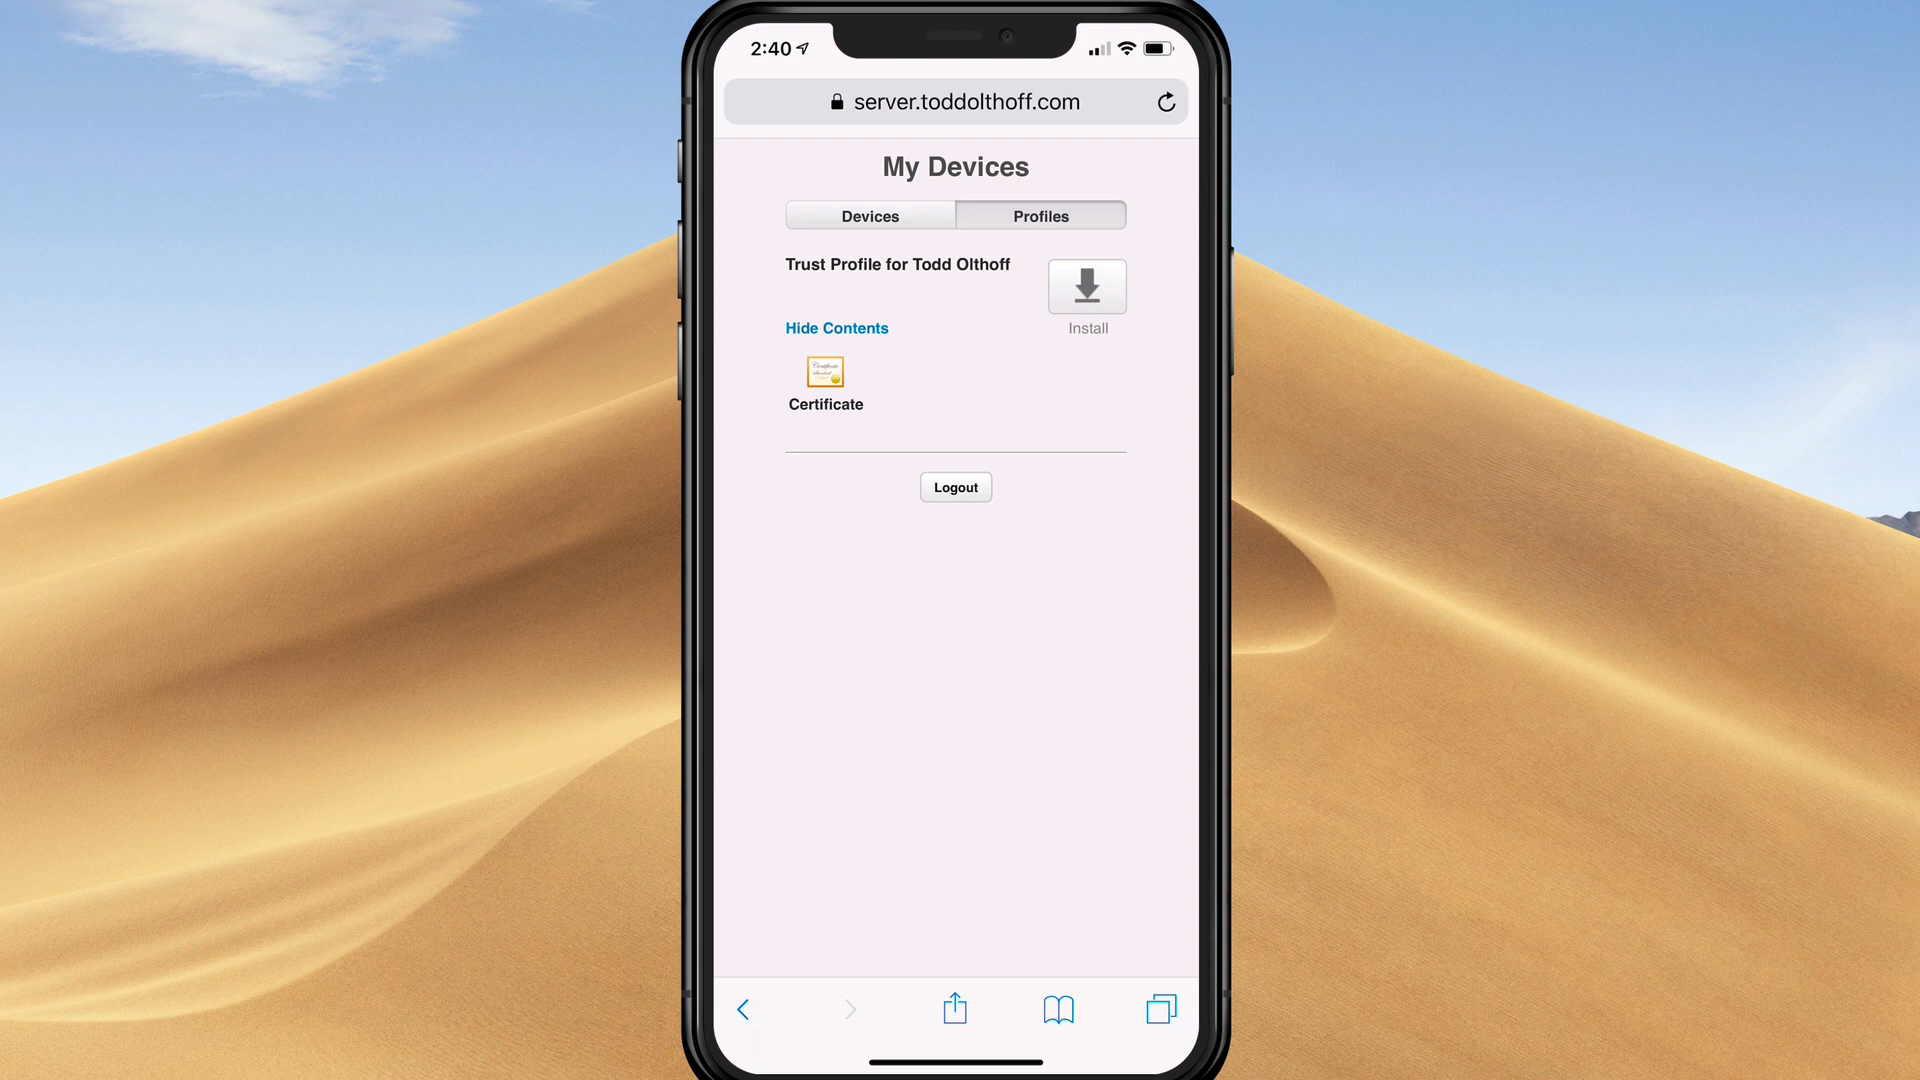 2:40
server.toddolthoff.com
My Devices
Devices
Profiles
Trust Profile for Todd Olthoff
Hide Contents
Install
Certificate
Logout